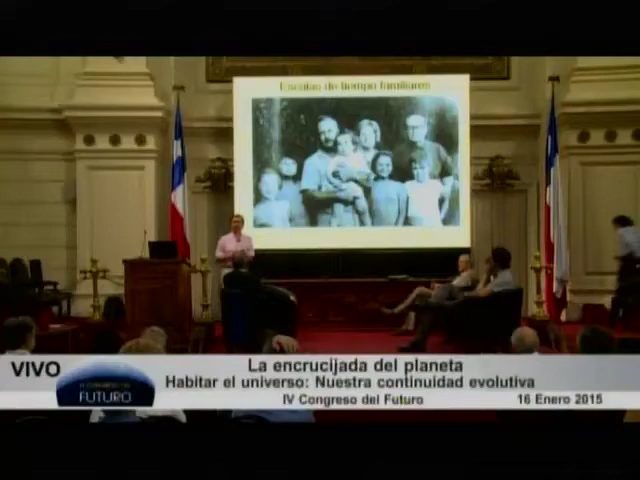 Escalas de tiempo familiares
VIVO
FUTURO
La encrucijada del planeta
Habitar el universo: Nuestra continuidad evolutiva
IV Congreso del Futuro
16 Enero 2015